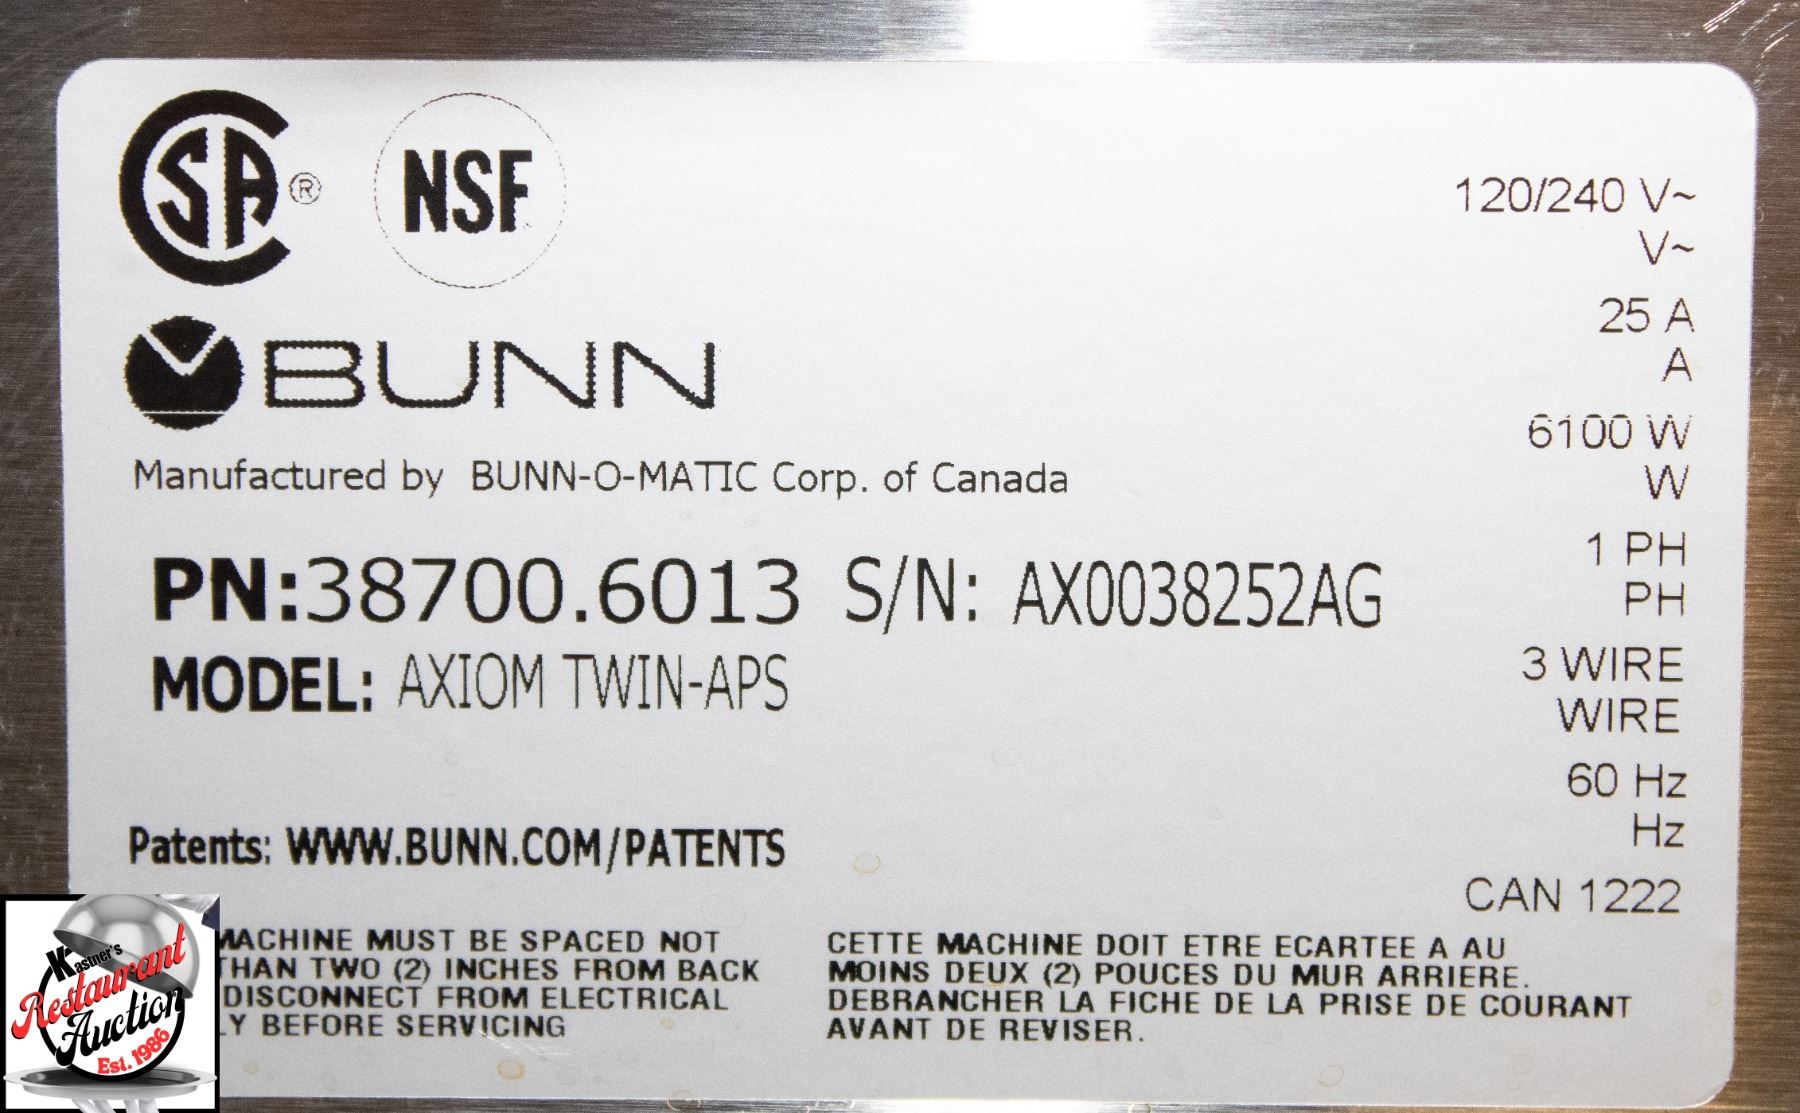 CSA ® NSF
BUNN
Manufactured by BUNN-O-MATIC Corp. of Canada
PN:38700.6013 S/N: AX0038252AG
MODEL: AXIOM TWIN-APS
Patents: WWW.BUNN.COM/PATENTS
120/240 V~
V~
25 A
A
6100 W
W
1 PH
PH
3 WIRE
WIRE
60 Hz
Hz
CAN 1222
MACHINE MUST BE SPACED NOT
THAN TWO (2) INCHES FROM BACK
DISCONNECT FROM ELECTRICAL
LY BEFORE SERVICING
CETTE MACHINE DOIT ETRE ECARTEE A AU
MOINS DEUX (2) POUCES DU MUR ARRIERE.
DEBRANCHER LA FICHE DE LA PRISE DE COURANT
AVANT DE REVISER.
Kastner's
Restaurant
Auction
Est. 1986